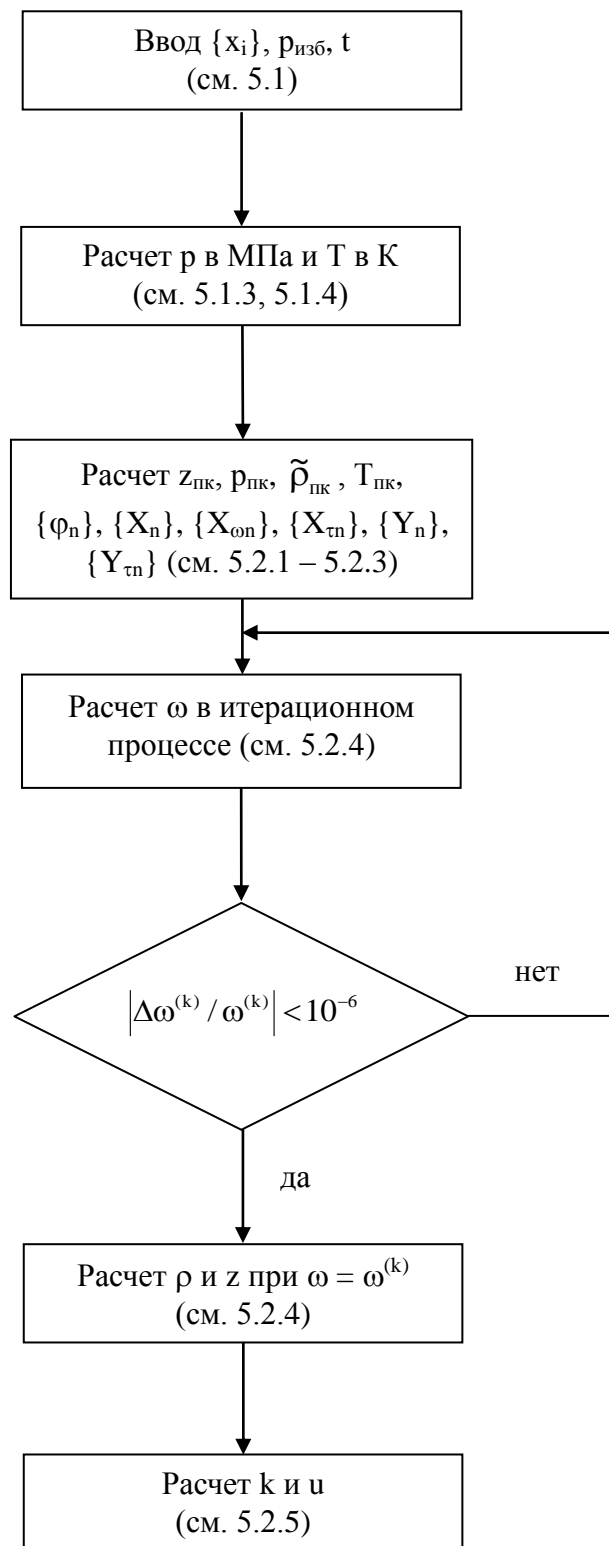 Ввод {xᵢ}, pизб, t
(см. 5.1)
Расчет p в МПа и T в К
(см. 5.1.3, 5.1.4)
Расчет zпк, pпк, ρ̃пк , Tпк,
{φₙ}, {Xₙ}, {Xωn}, {Xτn}, {Yₙ},
{Yτn} (см. 5.2.1 – 5.2.3)
Расчет ω в итерационном
процессе (см. 5.2.4)
|Δω⁽ᵏ⁾ / ω⁽ᵏ⁾| < 10⁻⁶
нет
да
Расчет ρ и z при ω = ω⁽ᵏ⁾
(см. 5.2.4)
Расчет k и u
(см. 5.2.5)